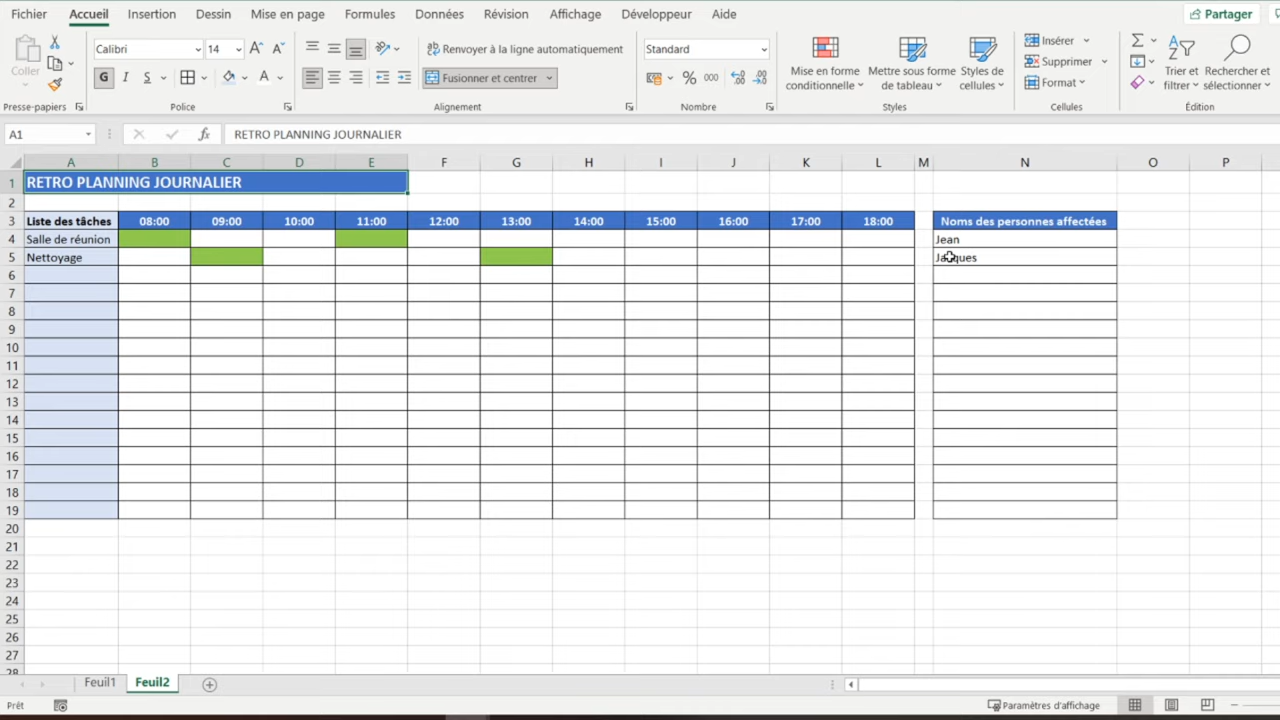 Fichier Accueil Insertion Dessin Mise en page Formules Données Révision Affichage Développeur Aide Partager
Coller
Presse-papiers
Calibri 14
G I S A
Police
Renvoyer à la ligne automatiquement
Fusionner et centrer
Alignement
Standard
% 000
Nombre
Mise en forme
conditionnelle
Mettre sous forme
de tableau
Styles de
cellules
Styles
Insérer
Supprimer
Format
Cellules
Trier et
filtrer
Rechercher et
sélectionner
Édition
A1 fx RETRO PLANNING JOURNALIER
A B C D E F G H I J K L M N O P
1 RETRO PLANNING JOURNALIER
2
3 Liste des tâches 08:00 09:00 10:00 11:00 12:00 13:00 14:00 15:00 16:00 17:00 18:00 Noms des personnes affectées
4 Salle de réunion Jean
5 Nettoyage Jacques
6
7
8
9
10
11
12
13
14
15
16
17
18
19
20
21
22
23
24
25
26
27
28
Feuil1 Feuil2
Prêt Paramètres d'affichage